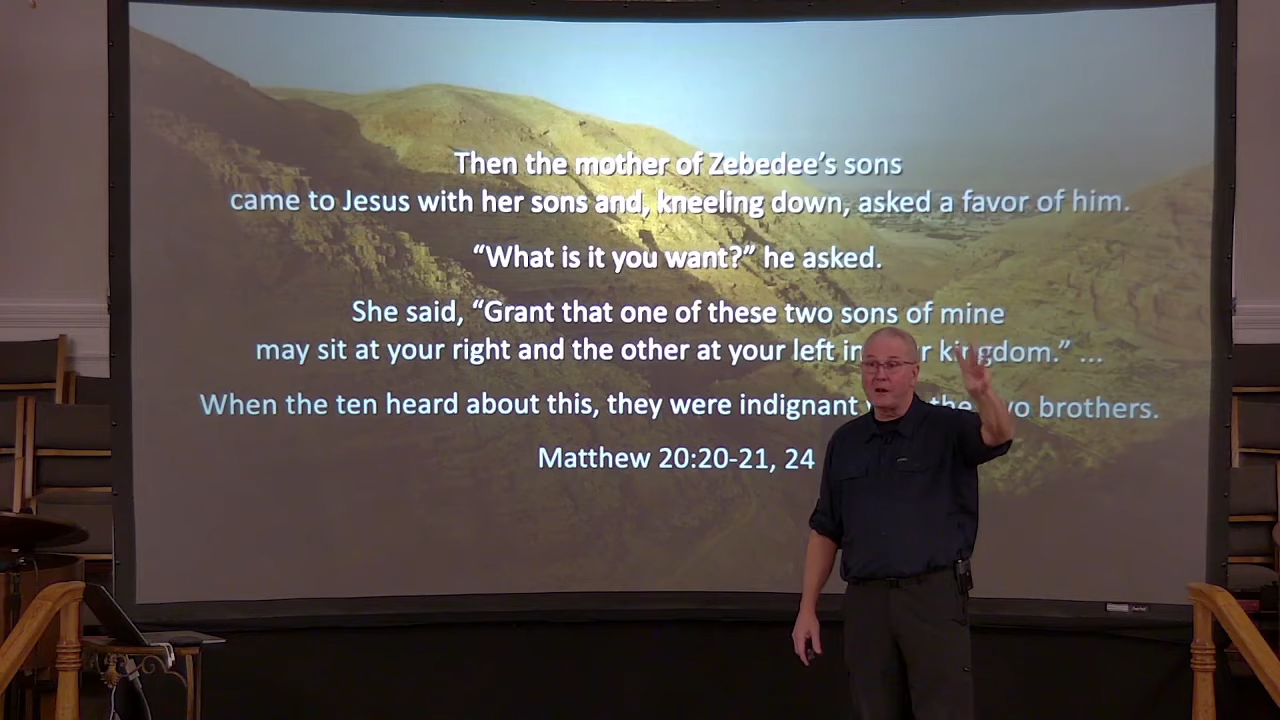 Then the mother of Zebedee’s sons
came to Jesus with her sons and, kneeling down, asked a favor of him.
“What is it you want?” he asked.
She said, “Grant that one of these two sons of mine
may sit at your right and the other at your left in kingdom.” ...
When the ten heard about this, they were indignant the two brothers.
Matthew 20:20-21, 24